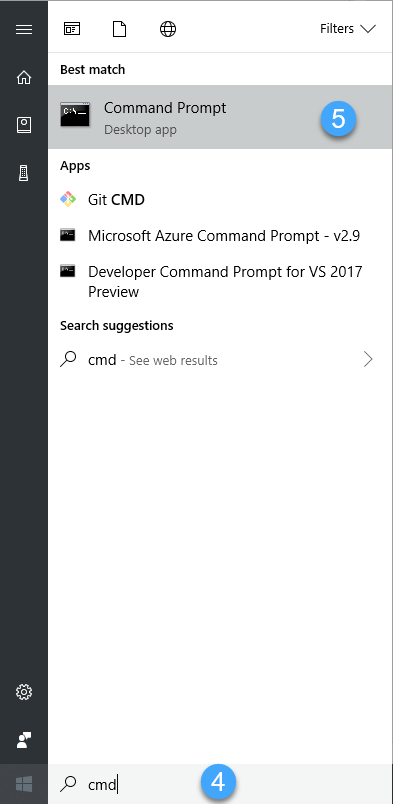 Filters
Best match
Command Prompt
Desktop app
5
Apps
Git CMD
Microsoft Azure Command Prompt - v2.9
Developer Command Prompt for VS 2017
Preview
Search suggestions
cmd - See web results
cmd
4